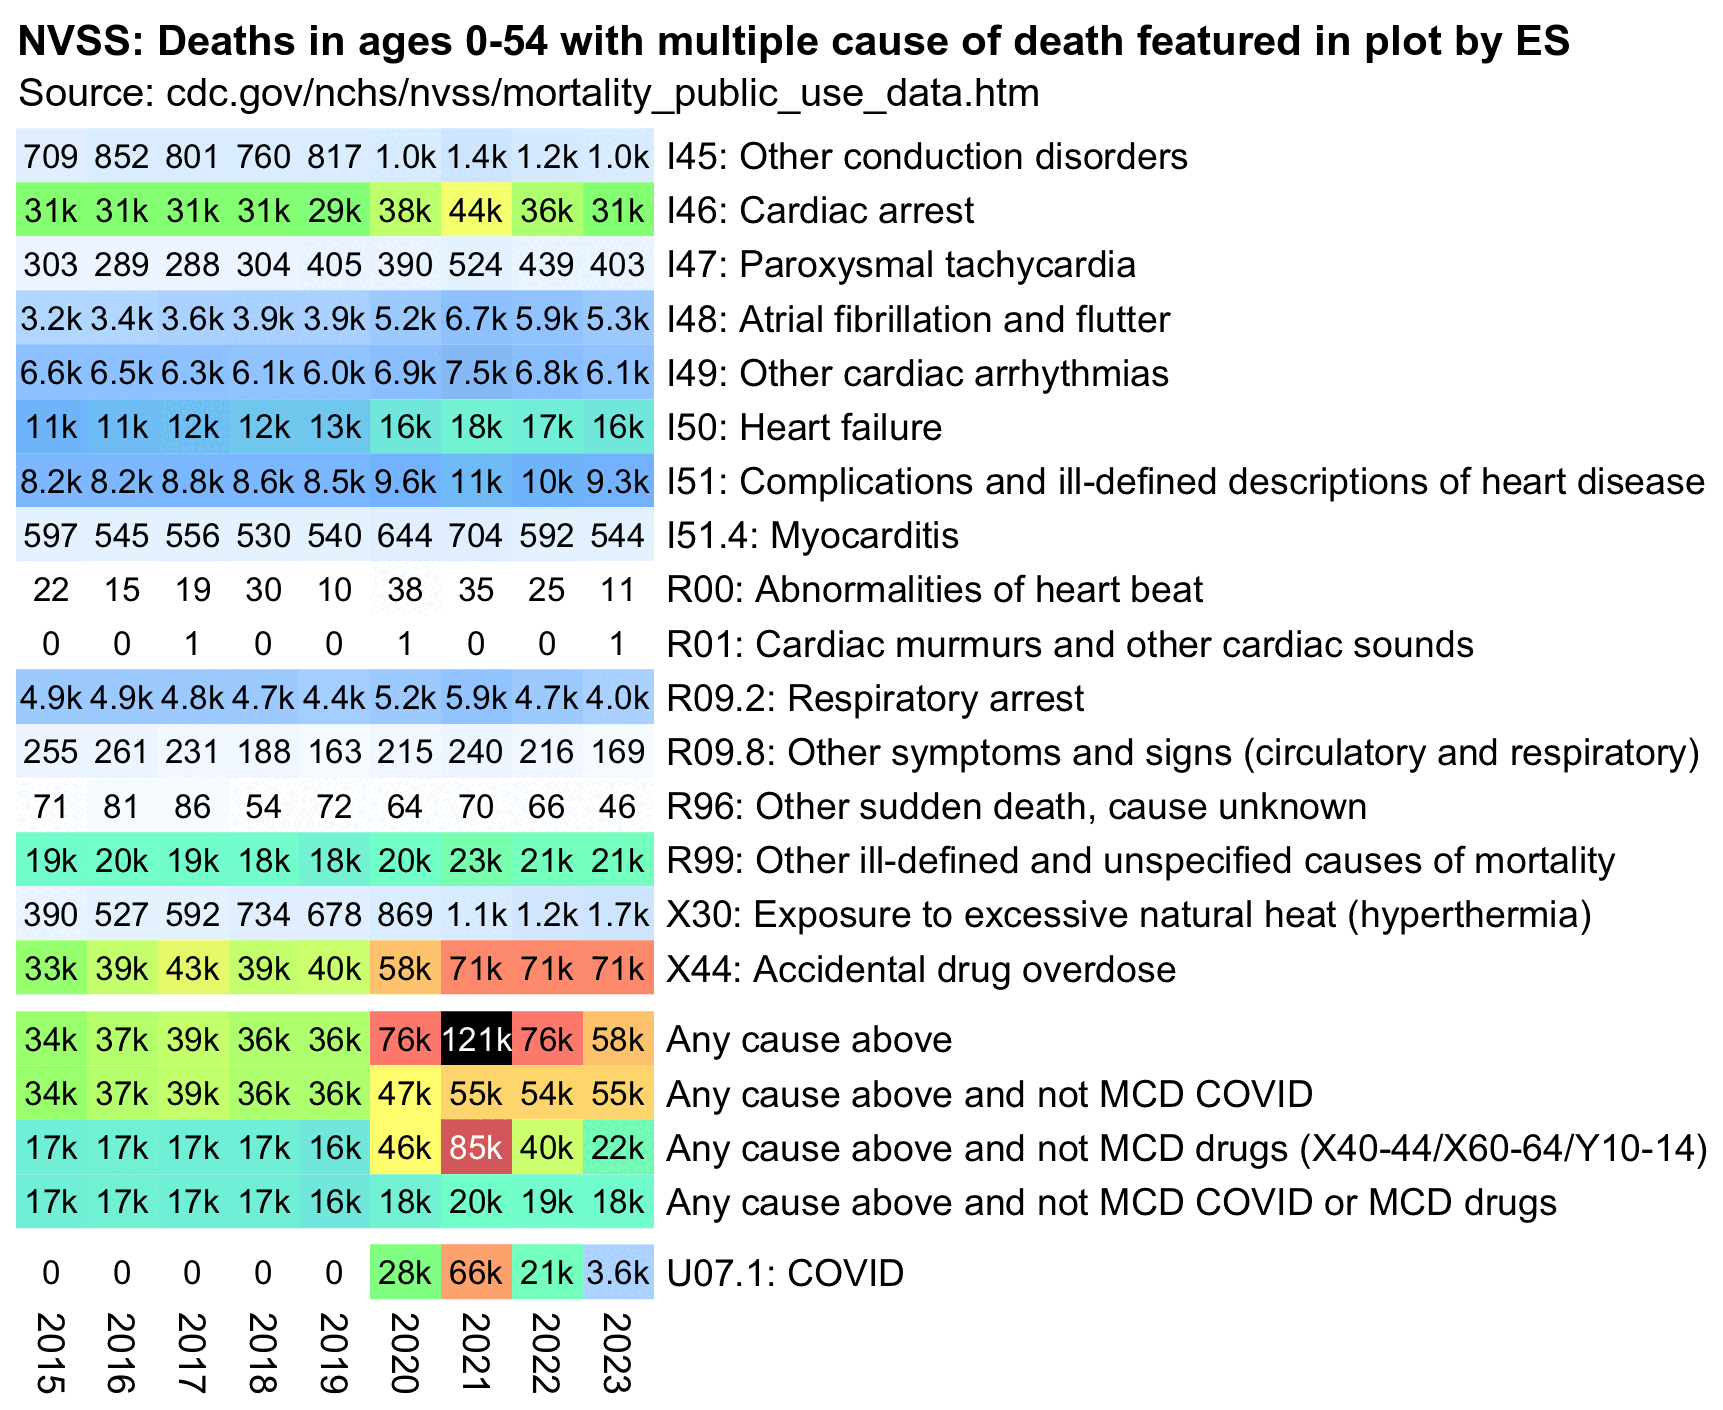 NVSS: Deaths in ages 0-54 with multiple cause of death featured in plot by ES
Source: cdc.gov/nchs/nvss/mortality_public_use_data.htm
709 852 801 760 817 1.0k 1.4k 1.2k 1.0k I45: Other conduction disorders
31k 31k 31k 31k 29k 38k 44k 36k 31k I46: Cardiac arrest
303 289 288 304 405 390 524 439 403 I47: Paroxysmal tachycardia
3.2k 3.4k 3.6k 3.9k 3.9k 5.2k 6.7k 5.9k 5.3k I48: Atrial fibrillation and flutter
6.6k 6.5k 6.3k 6.1k 6.0k 6.9k 7.5k 6.8k 6.1k I49: Other cardiac arrhythmias
11k 11k 12k 12k 13k 16k 18k 17k 16k I50: Heart failure
8.2k 8.2k 8.8k 8.6k 8.5k 9.6k 11k 10k 9.3k I51: Complications and ill-defined descriptions of heart disease
597 545 556 530 540 644 704 592 544 I51.4: Myocarditis
22 15 19 30 10 38 35 25 11 R00: Abnormalities of heart beat
0 0 1 0 0 1 0 0 1 R01: Cardiac murmurs and other cardiac sounds
4.9k 4.9k 4.8k 4.7k 4.4k 5.2k 5.9k 4.7k 4.0k R09.2: Respiratory arrest
255 261 231 188 163 215 240 216 169 R09.8: Other symptoms and signs (circulatory and respiratory)
71 81 86 54 72 64 70 66 46 R96: Other sudden death, cause unknown
19k 20k 19k 18k 18k 20k 23k 21k 21k R99: Other ill-defined and unspecified causes of mortality
390 527 592 734 678 869 1.1k 1.2k 1.7k X30: Exposure to excessive natural heat (hyperthermia)
33k 39k 43k 39k 40k 58k 71k 71k 71k X44: Accidental drug overdose
34k 37k 39k 36k 36k 76k 121k 76k 58k Any cause above
34k 37k 39k 36k 36k 47k 55k 54k 55k Any cause above and not MCD COVID
17k 17k 17k 17k 16k 46k 85k 40k 22k Any cause above and not MCD drugs (X40-44/X60-64/Y10-14)
17k 17k 17k 17k 16k 18k 20k 19k 18k Any cause above and not MCD COVID or MCD drugs
0 0 0 0 0 28k 66k 21k 3.6k U07.1: COVID
2015 2016 2017 2018 2019 2020 2021 2022 2023